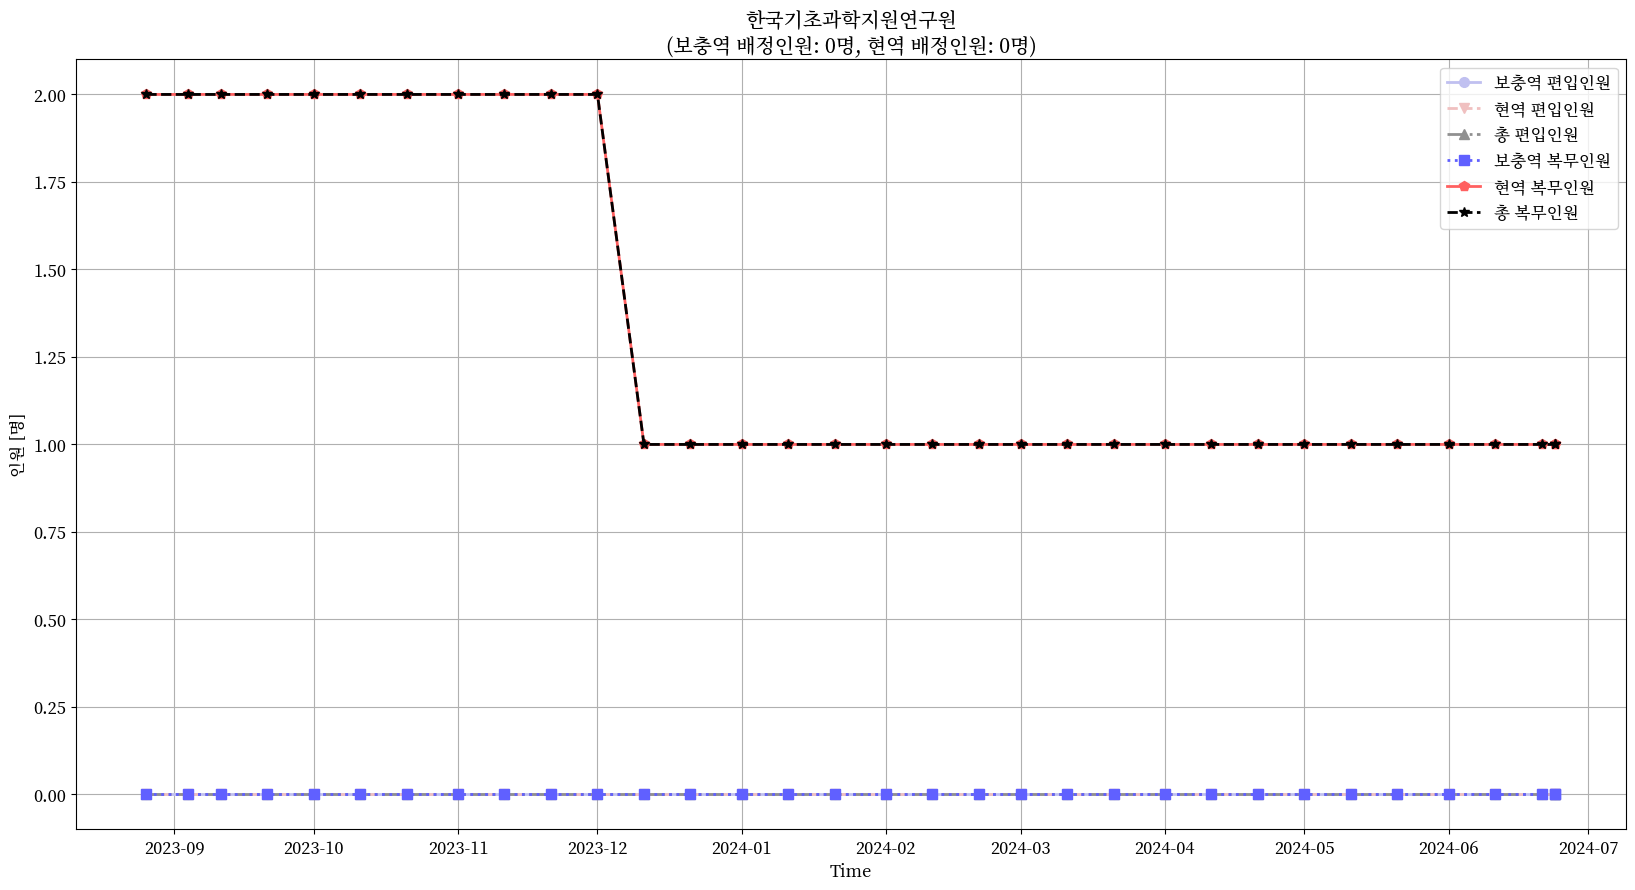 한국기초과학지원연구원
(보충역 배정인원: 0명, 현역 배정인원: 0명)
보충역 편입인원
현역 편입인원
총 편입인원
보충역 복무인원
현역 복무인원
총 복무인원
인원 [명]
2.00
1.75
1.50
1.25
1.00
0.75
0.50
0.25
0.00
2023-09 2023-10 2023-11 2023-12 2024-01 2024-02 2024-03 2024-04 2024-05 2024-06 2024-07
Time